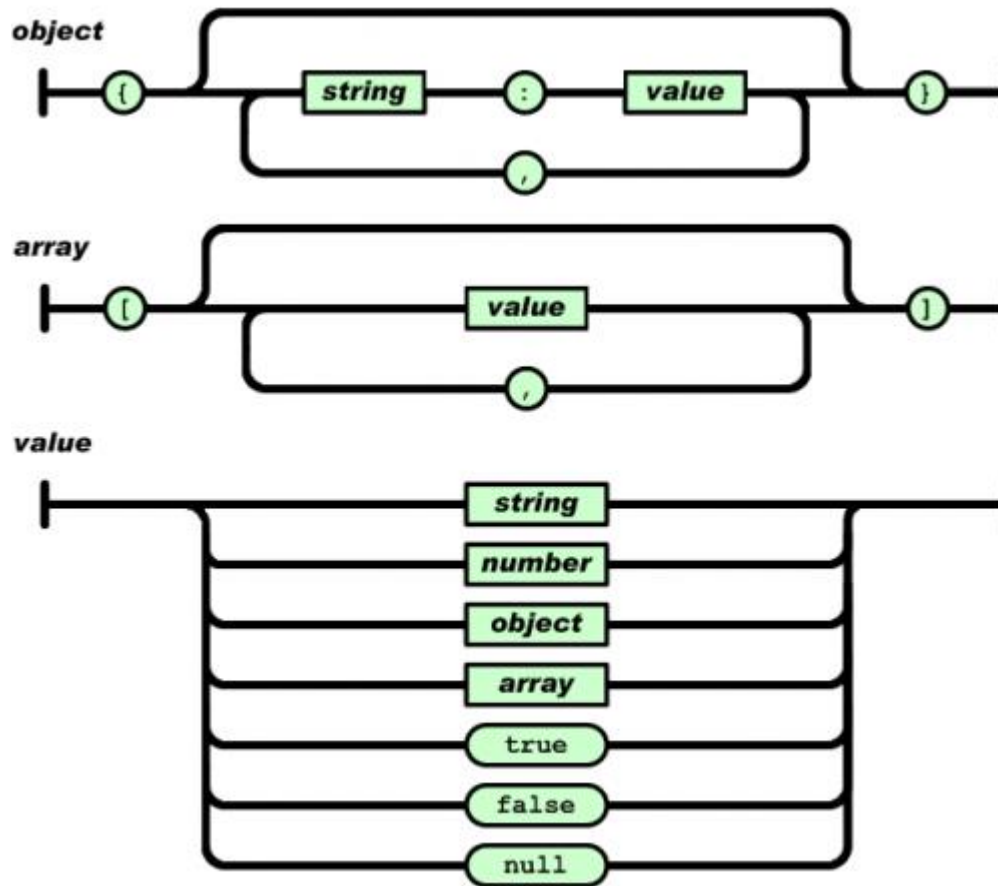 object
{ string : value }
,
array
[ value ]
,
value
string
number
object
array
true
false
null